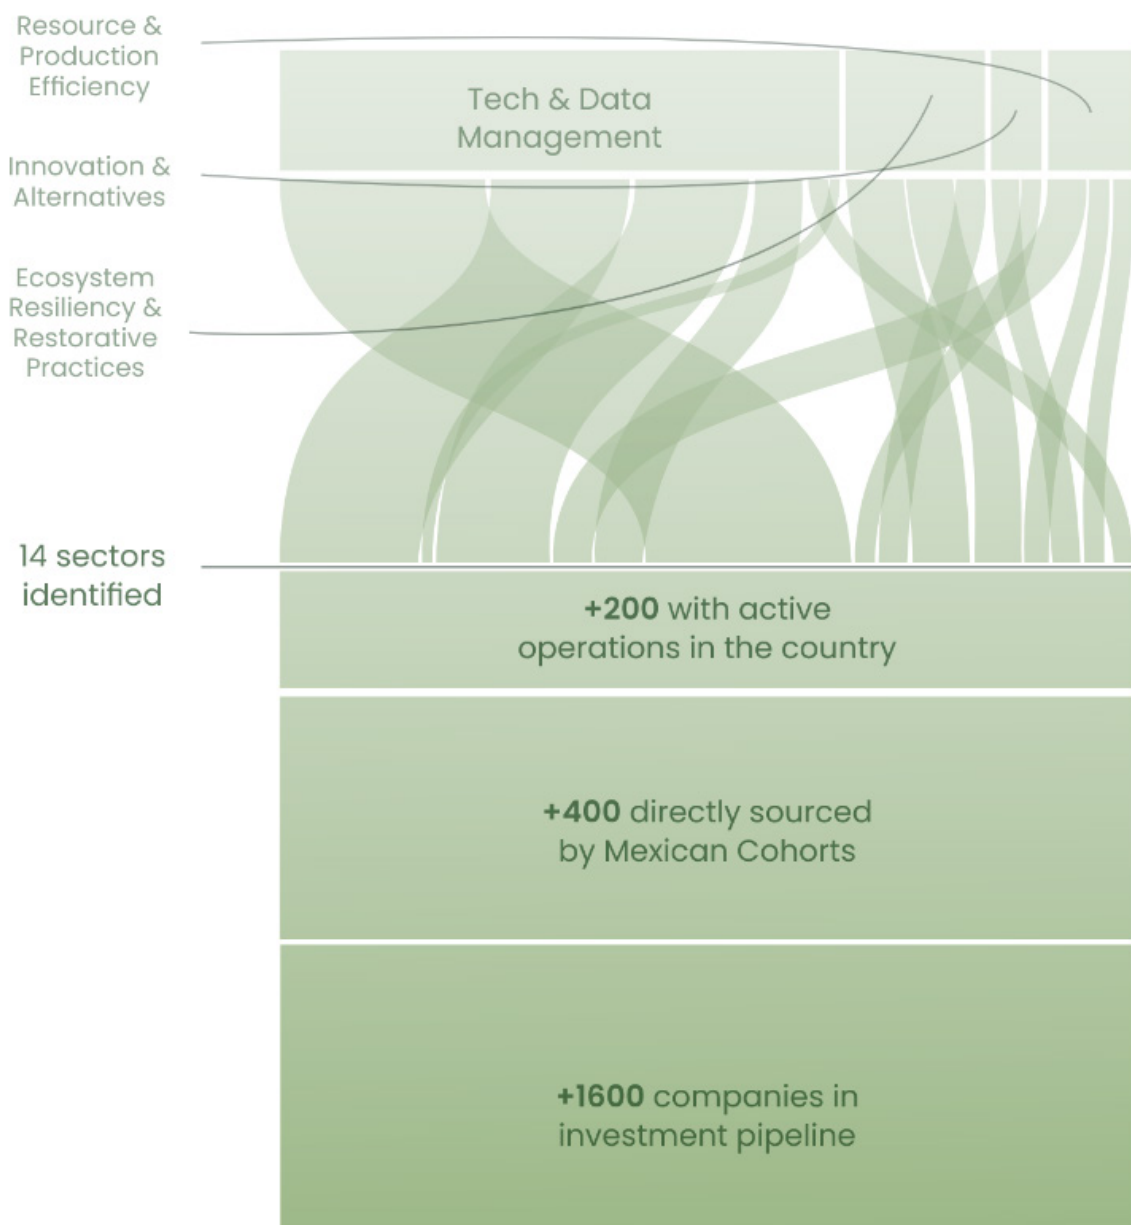 Resource &
Production
Efficiency
Tech & Data
Management
Innovation &
Alternatives
Ecosystem
Resiliency &
Restorative
Practices
14 sectors
identified
+200 with active
operations in the country
+400 directly sourced
by Mexican Cohorts
+1600 companies in
investment pipeline